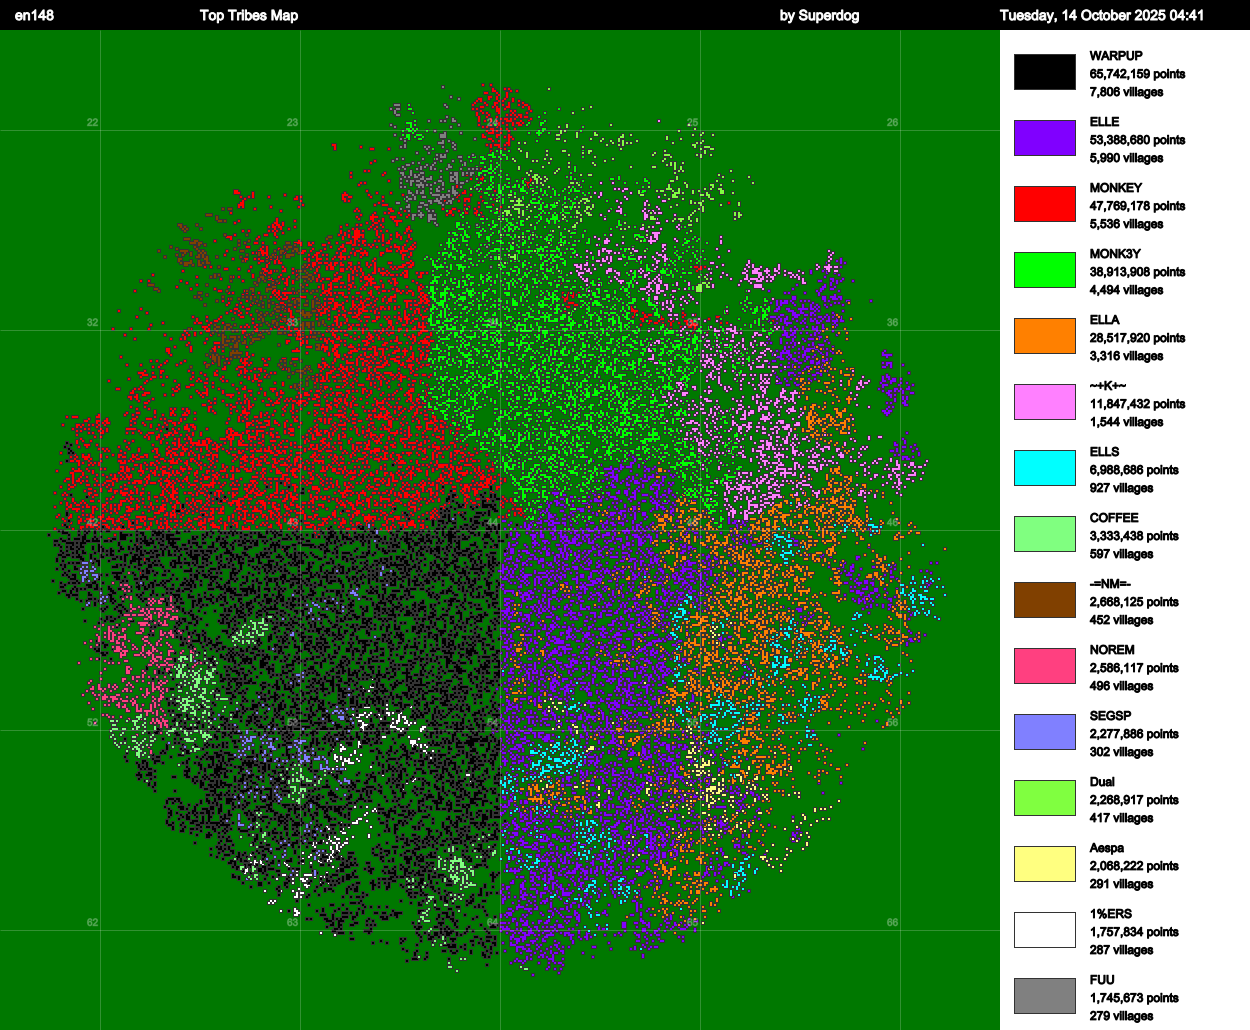 en148 Top Tribes Map by Superdog Tuesday, 14 October 2025 04:41
WARPUP
65,742,159 points
7,806 villages
ELLE
53,388,680 points
5,990 villages
MONKEY
47,769,178 points
5,536 villages
MONK3Y
38,913,908 points
4,494 villages
ELLA
28,517,920 points
3,316 villages
~+K+~
11,847,432 points
1,544 villages
ELLS
6,988,686 points
927 villages
COFFEE
3,333,438 points
597 villages
-=NM=-
2,668,125 points
452 villages
NOREM
2,586,117 points
496 villages
SEGSP
2,277,886 points
302 villages
Dual
2,268,917 points
417 villages
Aespa
2,068,222 points
291 villages
1%ERS
1,757,834 points
287 villages
FUU
1,745,673 points
279 villages
22 23 24 25 26
32 33 35 36
42 43 44 46
52 53 54 56
62 63 64 65 66